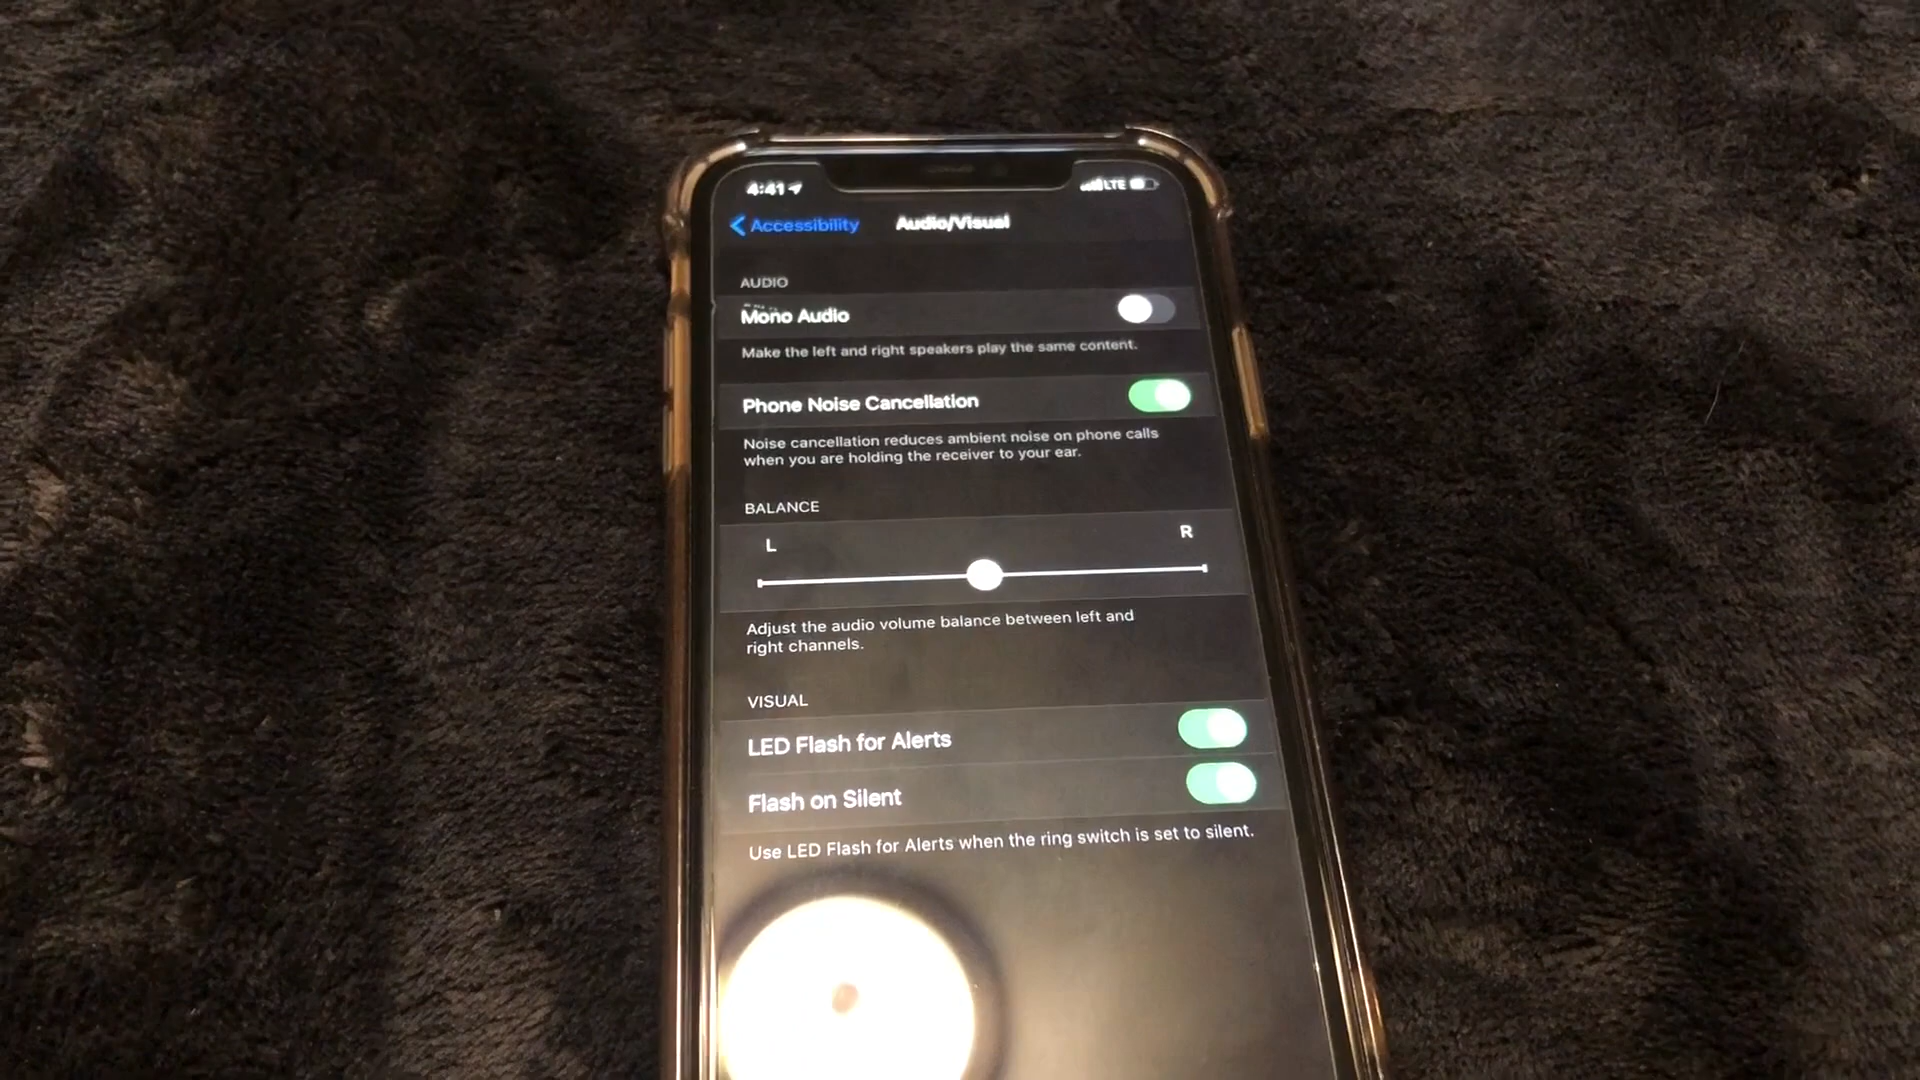 4:41 LTE
Accessibility Audio/Visual
AUDIO
Mono Audio
Make the left and right speakers play the same content.
Phone Noise Cancellation
Noise cancellation reduces ambient noise on phone calls
when you are holding the receiver to your ear.
BALANCE
L R
Adjust the audio volume balance between left and
right channels.
VISUAL
LED Flash for Alerts
Flash on Silent
Use LED Flash for Alerts when the ring switch is set to silent.